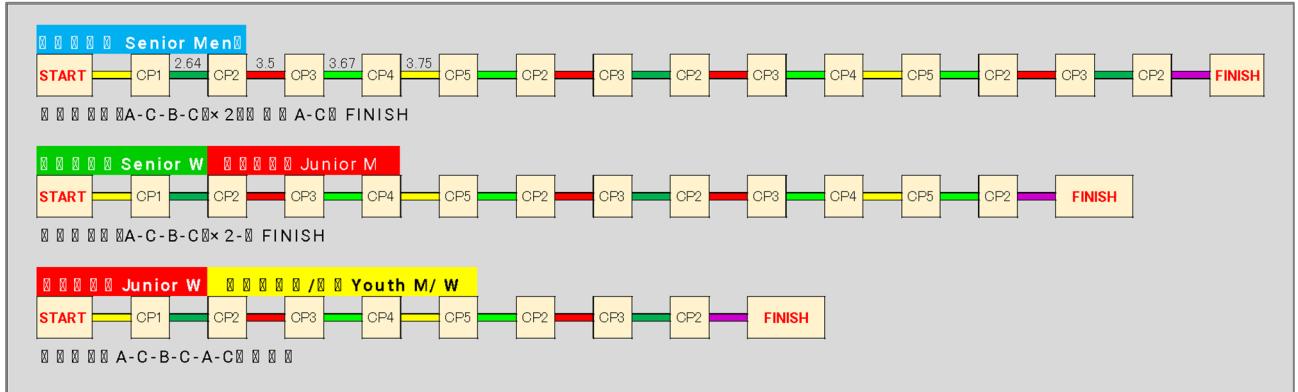 Senior Men
2.64 3.5 3.67 3.75
START CP1 CP2 CP3 CP4 CP5 CP2 CP3 CP2 CP3 CP4 CP5 CP2 CP3 CP2 FINISH
A-C-B-C × 2 A-C FINISH
Senior W Junior M
START CP1 CP2 CP3 CP4 CP5 CP2 CP3 CP2 CP3 CP4 CP5 CP2 FINISH
A-C-B-C × 2- FINISH
Junior W / Youth M/ W
START CP1 CP2 CP3 CP4 CP5 CP2 CP3 CP2 FINISH
A-C-B-C-A-C